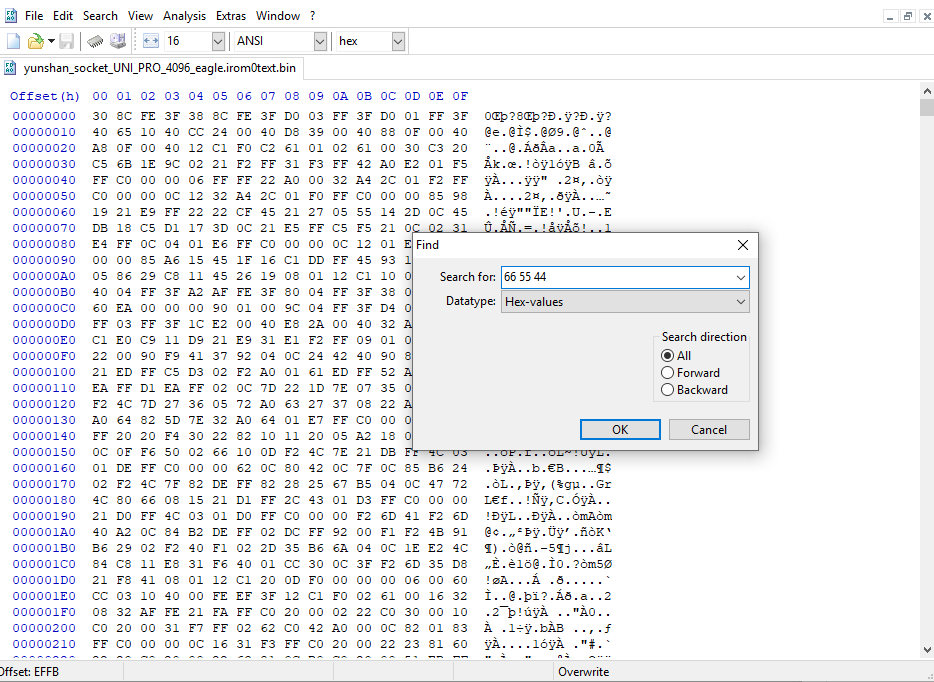 File Edit Search View Analysis Extras Window ?
16 ANSI hex
yunshan_socket_UNI_PRO_4096_eagle.irom0text.bin
Offset(h) 00 01 02 03 04 05 06 07 08 09 0A 0B 0C 0D 0E 0F
00000000 30 8C FE 3F 38 8C FE 3F D0 03 FF 3F D0 01 FF 3F 0Œþ?8Œþ?Ð.ÿ?Ð.ÿ?
00000010 40 65 10 40 CC 24 00 40 D8 39 00 40 88 0F 00 40 @e.@Ì$.@Ø9.@ˆ..@
00000020 A8 0F 00 40 12 C1 F0 C2 61 01 02 61 00 30 C3 20 ¨..@.ÁðÂa..a.0Ã
00000030 C5 6B 1E 9C 02 21 F2 FF 31 F3 FF 42 A0 E2 01 F5 Åk.œ.!òÿ1óÿB â.õ
00000040 FF C0 00 00 06 FF FF 22 A0 00 32 A4 2C 01 F2 FF ÿÀ...ÿÿ" .2¤,.òÿ
00000050 C0 00 00 0C 12 32 A4 2C 01 F0 FF C0 00 00 85 98 À....2¤,.ðÿÀ..…˜
00000060 19 21 E9 FF 22 22 CF 45 21 27 05 55 14 2D 0C 45 .!éÿ""ÏE!'.U.-.E
00000070 DB 18 C5 D1 17 3D 0C 21 E5 FF C5 F5 21 0C 02 31 Û.ÅÑ.=.!åÿÅõ!..1
00000080 E4 FF 0C 04 01 E6 FF C0 00 00 0C 12 01
00000090 00 00 85 A6 15 45 1F 16 C1 DD FF 45 93
000000A0 05 86 29 C8 11 45 26 19 08 01 12 C1 10
000000B0 40 04 FF 3F A2 AF FE 3F 80 04 FF 3F 38
000000C0 60 EA 00 00 00 90 01 00 9C 04 FF 3F D4
000000D0 FF 03 FF 3F 1C E2 00 40 E8 2A 00 40 32
000000E0 C1 E0 C9 11 D9 21 E9 31 E1 F2 FF 09 01
000000F0 22 00 90 F9 41 37 92 04 0C 24 42 40 90
00000100 21 ED FF C5 D3 02 F2 A0 01 61 ED FF 52
00000110 EA FF D1 EA FF 02 0C 7D 22 1D 7E 07 35
00000120 F2 4C 7D 27 36 05 72 A0 63 27 37 08 22
00000130 A0 64 82 5D 7E 32 A0 64 01 E7 FF C0 00
00000140 FF 20 20 F4 30 22 82 10 11 20 05 A2 18
00000150 0C 0F F6 50 02 66 10 0D F2 4C 7E 21 DB FF 4C 03
00000160 01 DE FF C0 00 00 62 0C 80 42 0C 7F 0C 85 B6 24 .ÞÿÀ..b.€B...…¶$
00000170 02 F2 4C 7F 82 DE FF 82 28 25 67 B5 04 0C 47 72 .òL.‚Þÿ‚(%gµ..Gr
00000180 4C 80 66 08 15 21 D1 FF 2C 43 01 D3 FF C0 00 00 L€f..!Ñÿ,C.ÓÿÀ..
00000190 21 D0 FF 4C 03 01 D0 FF C0 00 00 F2 6D 41 F2 6D !ÐÿL..ÐÿÀ..òmAòm
000001A0 40 A2 0C 84 B2 DE FF 02 DC FF 92 00 F1 F2 4B 91 @¢.„²Þÿ.Üÿ’.ñòK‘
000001B0 B6 29 02 F2 40 F1 02 2D 35 B6 6A 04 0C 1E E2 4C ¶).ò@ñ.-5¶j...âL
000001C0 84 C8 11 E8 31 F6 40 01 CC 30 0C 3F F2 6D 35 D8 „È.è1ö@.Ì0.?òm5Ø
000001D0 21 F8 41 08 01 12 C1 20 0D F0 00 00 00 06 00 60 !øA...Á .ð.....`
000001E0 CC 03 10 40 00 FE EF 3F 12 C1 F0 02 61 00 16 32 Ì..@.þï?.Áð.a..2
000001F0 08 32 AF FE 21 FA FF C0 20 00 02 22 C0 30 00 10 .2¯þ!úÿÀ .."À0..
00000200 C0 20 00 31 F7 FF 02 62 C0 42 A0 00 0C 82 01 83 À .1÷ÿ.bÀB ..‚.ƒ
00000210 FF C0 00 00 0C 16 31 F3 FF C0 20 00 22 23 81 60 ÿÀ....1óÿÀ ."#.`
Find
Search for: 66 55 44
Datatype: Hex-values
Search direction
All
Forward
Backward
OK Cancel
Offset: EFFB Overwrite